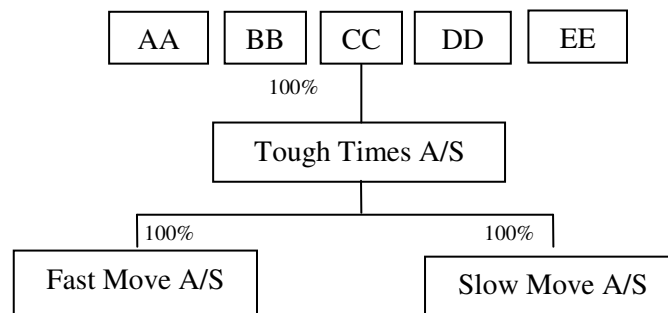 AA BB CC DD EE
100%
Tough Times A/S
100% 100%
Fast Move A/S Slow Move A/S